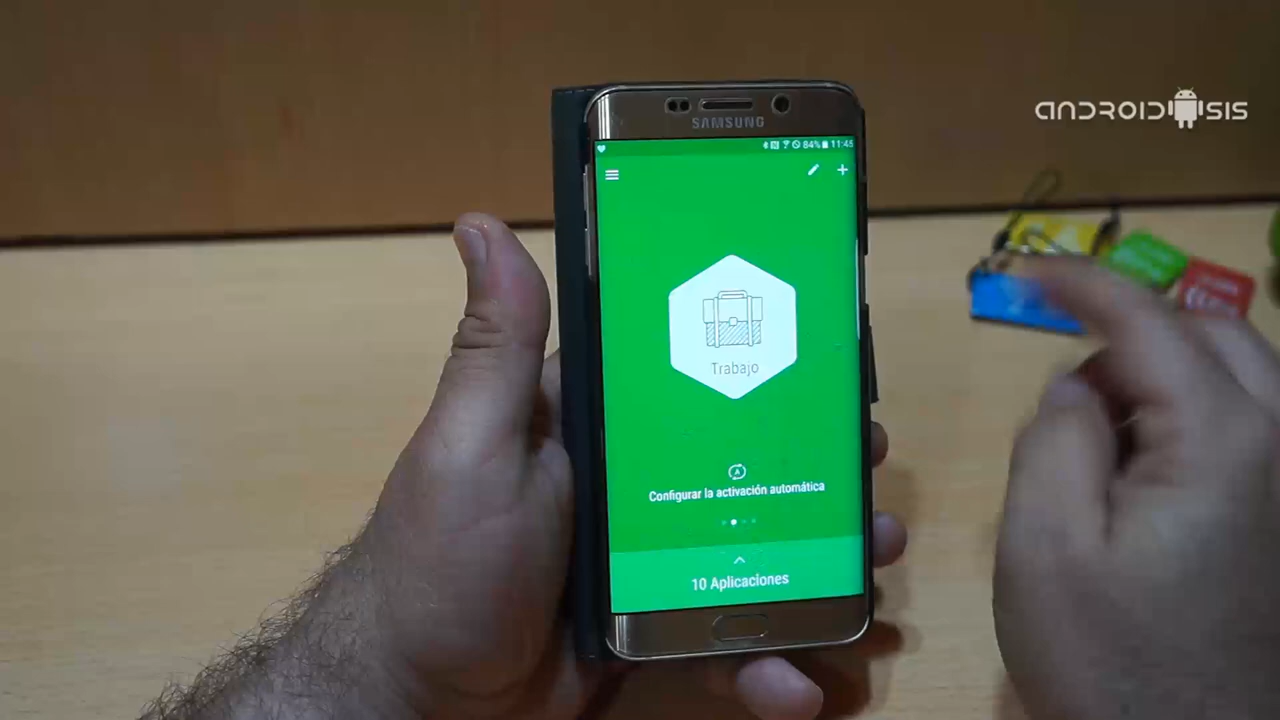 ANDROIDSIS
SAMSUNG
84% 11:45
Trabajo
Configurar la activación automática
10 Aplicaciones